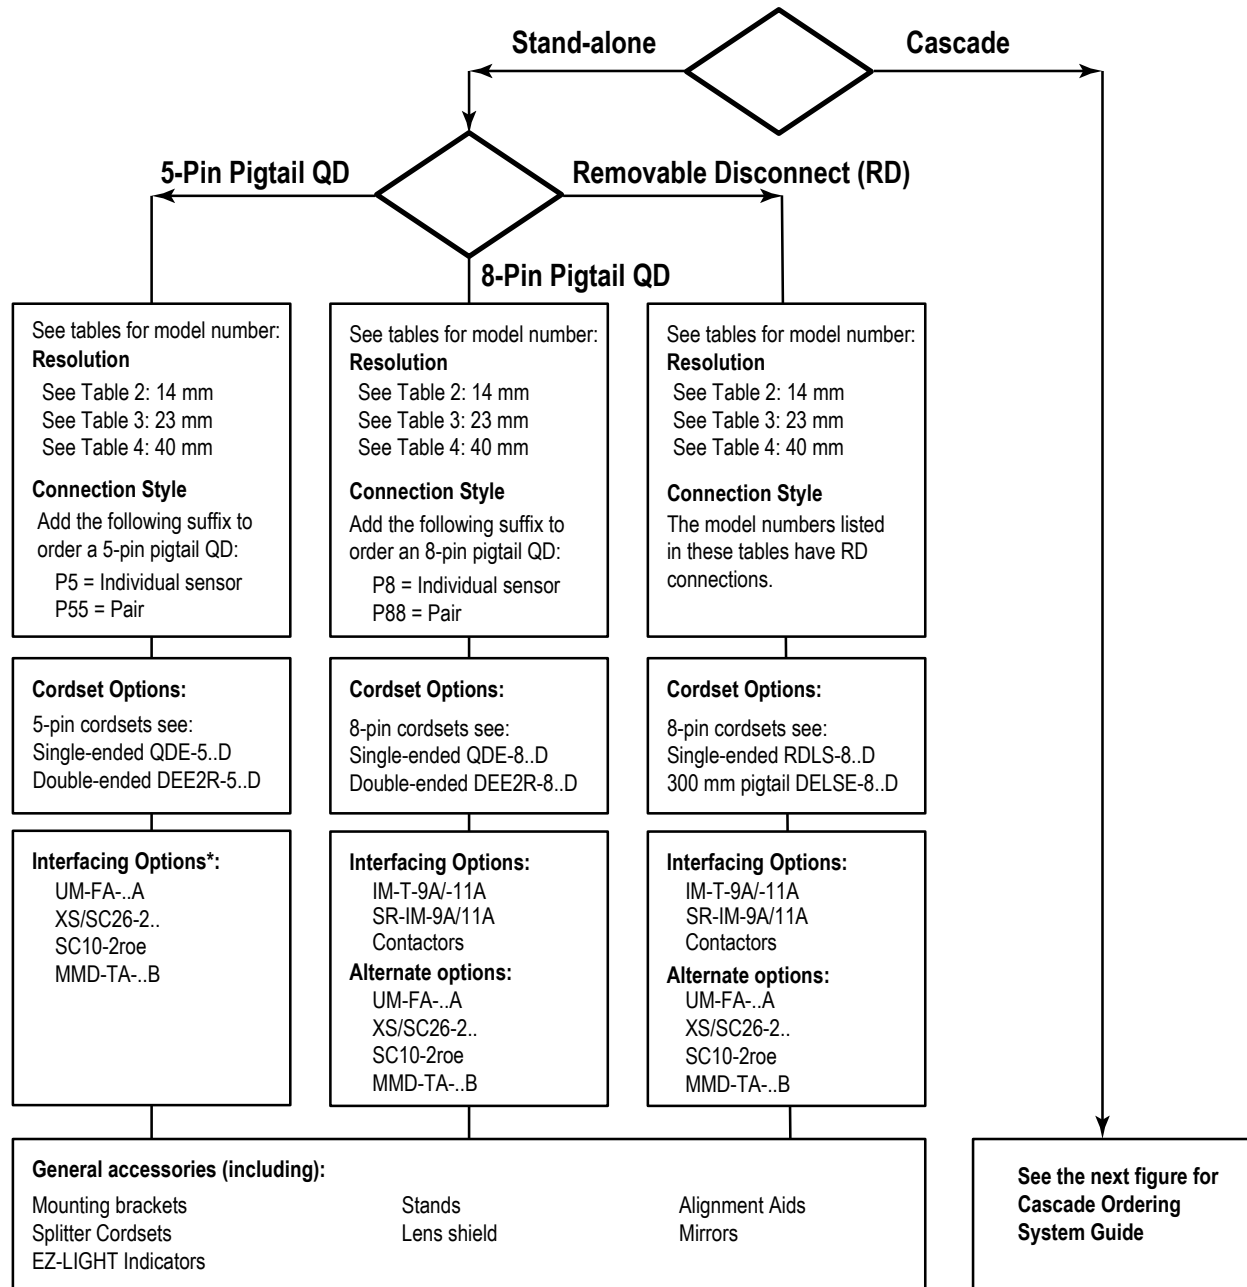 Stand-alone
Cascade
5-Pin Pigtail QD
Removable Disconnect (RD)
8-Pin Pigtail QD
See tables for model number:
Resolution
See Table 2: 14 mm
See Table 3: 23 mm
See Table 4: 40 mm
Connection Style
Add the following suffix to
order a 5-pin pigtail QD:
P5 = Individual sensor
P55 = Pair
See tables for model number:
Resolution
See Table 2: 14 mm
See Table 3: 23 mm
See Table 4: 40 mm
Connection Style
Add the following suffix to
order an 8-pin pigtail QD:
P8 = Individual sensor
P88 = Pair
See tables for model number:
Resolution
See Table 2: 14 mm
See Table 3: 23 mm
See Table 4: 40 mm
Connection Style
The model numbers listed
in these tables have RD
connections.
Cordset Options:
5-pin cordsets see:
Single-ended QDE-5..D
Double-ended DEE2R-5..D
Cordset Options:
8-pin cordsets see:
Single-ended QDE-8..D
Double-ended DEE2R-8..D
Cordset Options:
8-pin cordsets see:
Single-ended RDLS-8..D
300 mm pigtail DELSE-8..D
Interfacing Options*:
UM-FA-..A
XS/SC26-2..
SC10-2roe
MMD-TA-..B
Interfacing Options:
IM-T-9A/-11A
SR-IM-9A/11A
Contactors
Alternate options:
UM-FA-..A
XS/SC26-2..
SC10-2roe
MMD-TA-..B
Interfacing Options:
IM-T-9A/-11A
SR-IM-9A/11A
Contactors
Alternate options:
UM-FA-..A
XS/SC26-2..
SC10-2roe
MMD-TA-..B
General accessories (including):
Mounting brackets
Splitter Cordsets
EZ-LIGHT Indicators
Stands
Lens shield
Alignment Aids
Mirrors
See the next figure for
Cascade Ordering
System Guide